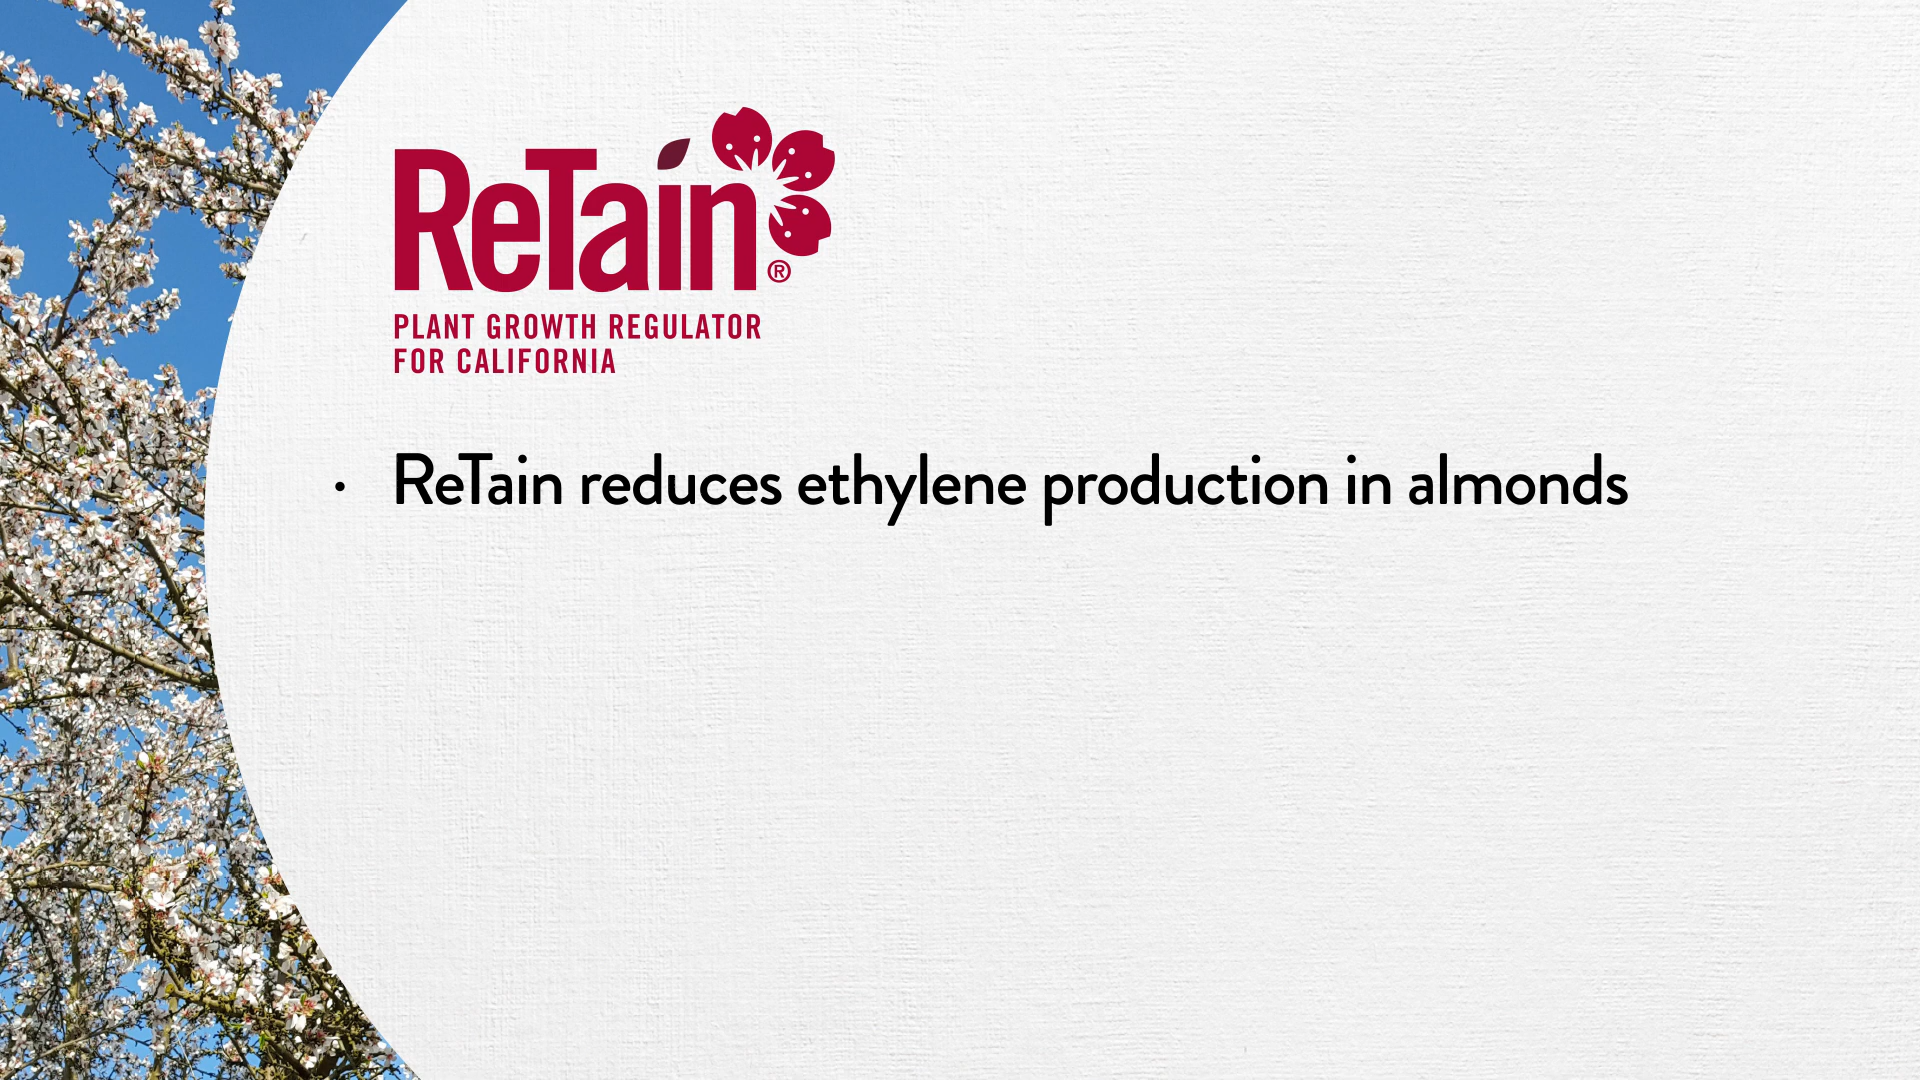 ReTain®
PLANT GROWTH REGULATOR
FOR CALIFORNIA
• ReTain reduces ethylene production in almonds